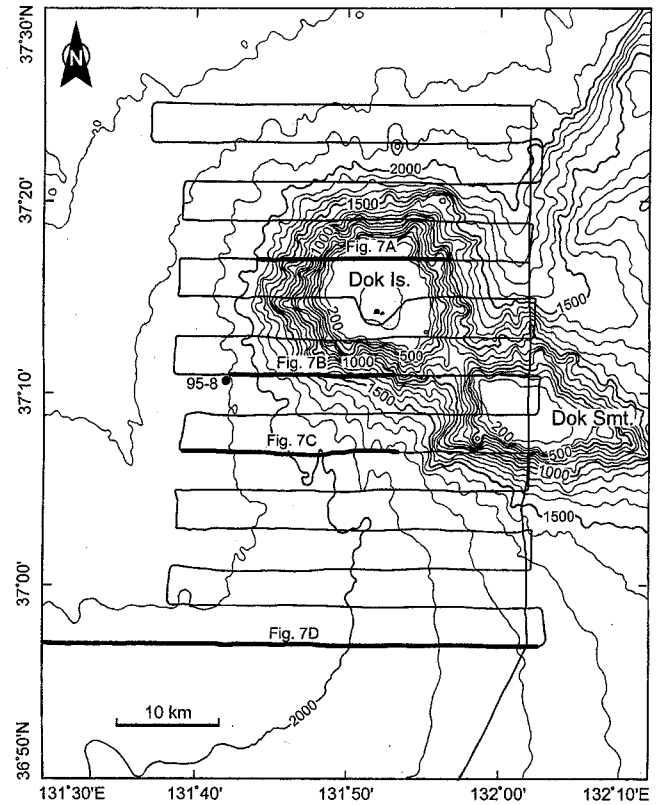 37°30'N
N
2000
37°20'
1500
1000
Fig. 7A
Dok Is.
1500
200
500
Fig. 7B
1000
37°10'
95-8
1500
Dok Smt.
200
Fig. 7C
500
1000
1500
37°00'
Fig. 7D
10 km
2000
36°50'N
131°30'E
131°40'
131°50'
132°00'
132°10'E